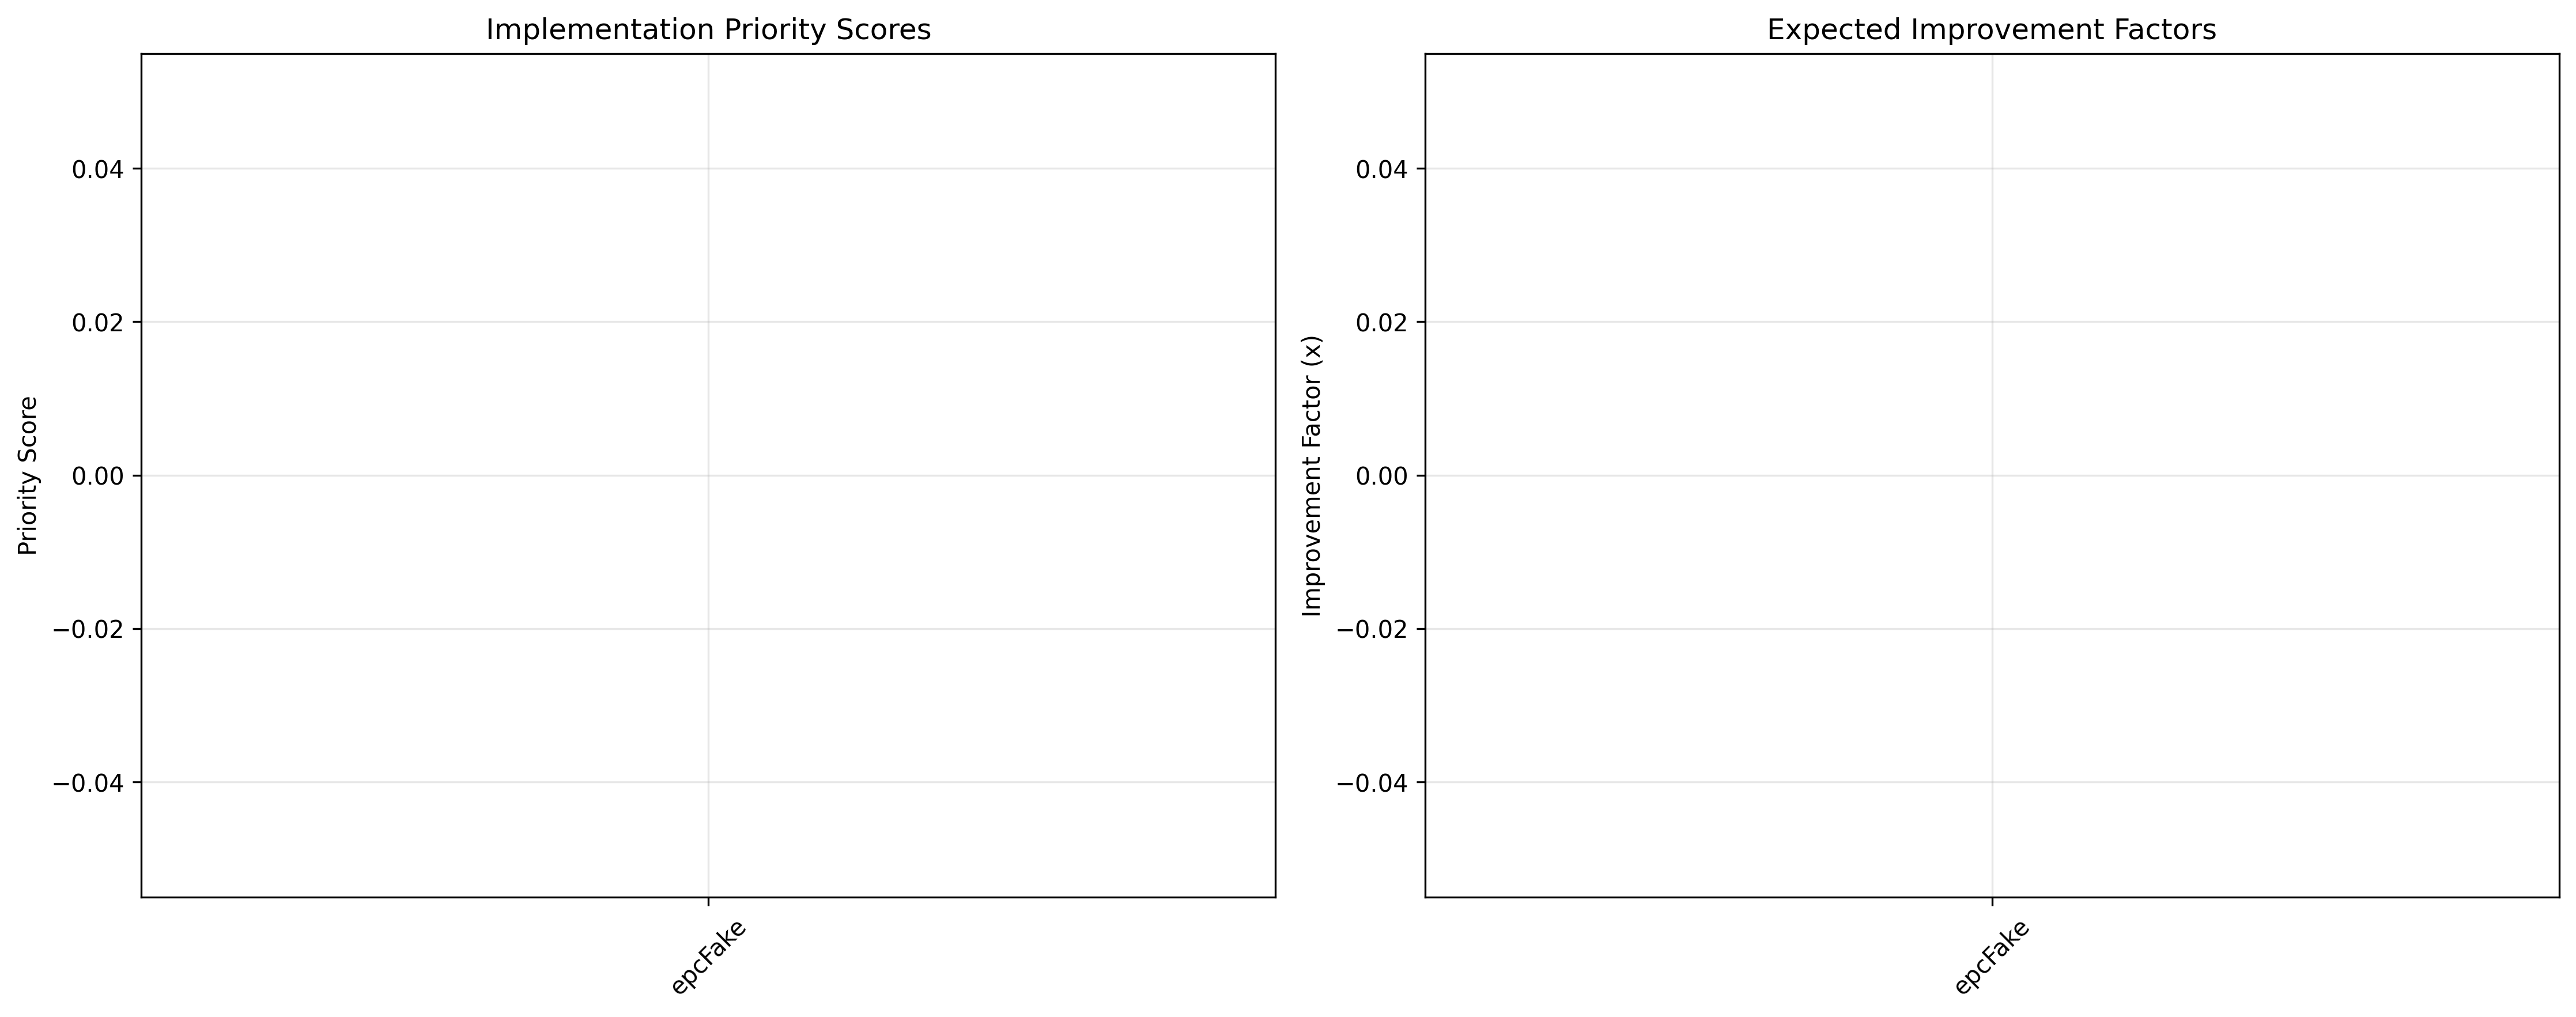 Implementation Priority Scores
Priority Score
0.04
0.02
0.00
−0.02
−0.04
epcFake
Expected Improvement Factors
Improvement Factor (x)
0.04
0.02
0.00
−0.02
−0.04
epcFake